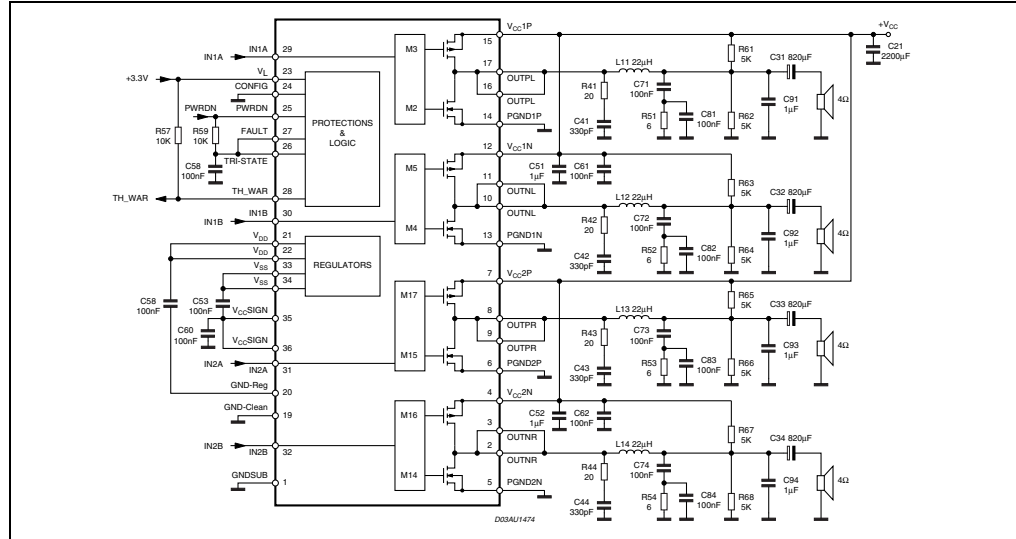 +VCC
C21
2200µF
IN1A
IN1A
29
+3.3V
VL
23
CONFIG
24
PWRDN
PWRDN
25
FAULT
27
26
TRI-STATE
R57
10K
R59
10K
C58
100nF
TH_WAR
TH_WAR
28
IN1B
IN1B
30
VDD
21
VDD
22
VSS
33
VSS
34
C58
100nF
C53
100nF
C60
100nF
VCCSIGN
35
VCCSIGN
36
IN2A
IN2A
31
GND-Reg
20
GND-Clean
19
IN2B
IN2B
32
GNDSUB
1
PROTECTIONS
&
LOGIC
REGULATORS
M3
M2
M5
M4
M17
M15
M16
M14
15
VCC1P
17
OUTPL
16
OUTPL
14
PGND1P
12
VCC1N
11
OUTNL
10
OUTNL
13
PGND1N
7
VCC2P
8
OUTPR
9
OUTPR
6
PGND2P
4
VCC2N
3
OUTNR
2
OUTNR
5
PGND2N
L11 22µH
R41
20
C41
330pF
C71
100nF
R51
6
C81
100nF
R61
5K
R62
5K
C31 820µF
C91
1µF
4Ω
C51
1µF
C61
100nF
L12 22µH
R42
20
C42
330pF
C72
100nF
R52
6
C82
100nF
R63
5K
R64
5K
C32 820µF
C92
1µF
4Ω
L13 22µH
R43
20
C43
330pF
C73
100nF
R53
6
C83
100nF
R65
5K
R66
5K
C33 820µF
C93
1µF
4Ω
C52
1µF
C62
100nF
L14 22µH
R44
20
C44
330pF
C74
100nF
R54
6
C84
100nF
R67
5K
R68
5K
C34 820µF
C94
1µF
4Ω
D03AU1474